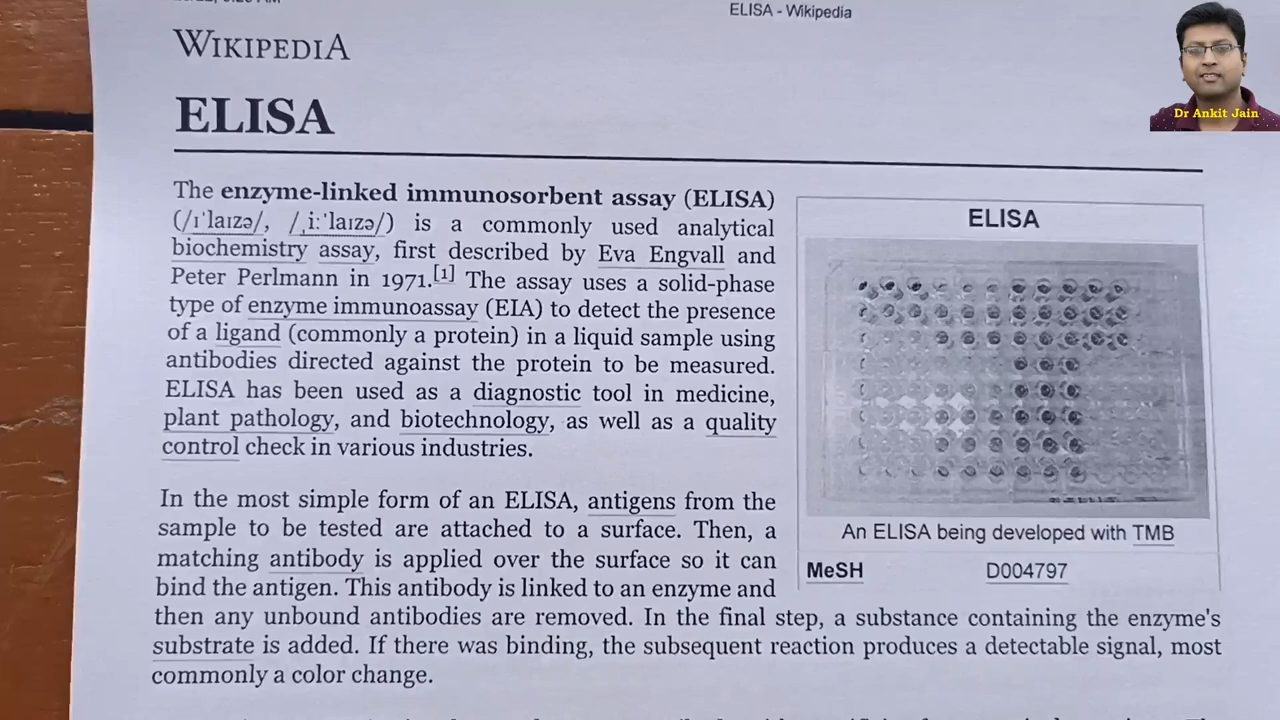 ELISA - Wikipedia
WIKIPEDIA
Dr Ankit Jain
ELISA
The enzyme-linked immunosorbent assay (ELISA)
(/ɪˈlaɪzə/, /ˌiːˈlaɪzə/) is a commonly used analytical
biochemistry assay, first described by Eva Engvall and
Peter Perlmann in 1971.[1] The assay uses a solid-phase
type of enzyme immunoassay (EIA) to detect the presence
of a ligand (commonly a protein) in a liquid sample using
antibodies directed against the protein to be measured.
ELISA has been used as a diagnostic tool in medicine,
plant pathology, and biotechnology, as well as a quality
control check in various industries.
ELISA
An ELISA being developed with TMB
MeSH D004797
In the most simple form of an ELISA, antigens from the
sample to be tested are attached to a surface. Then, a
matching antibody is applied over the surface so it can
bind the antigen. This antibody is linked to an enzyme and
then any unbound antibodies are removed. In the final step, a substance containing the enzyme's
substrate is added. If there was binding, the subsequent reaction produces a detectable signal, most
commonly a color change.